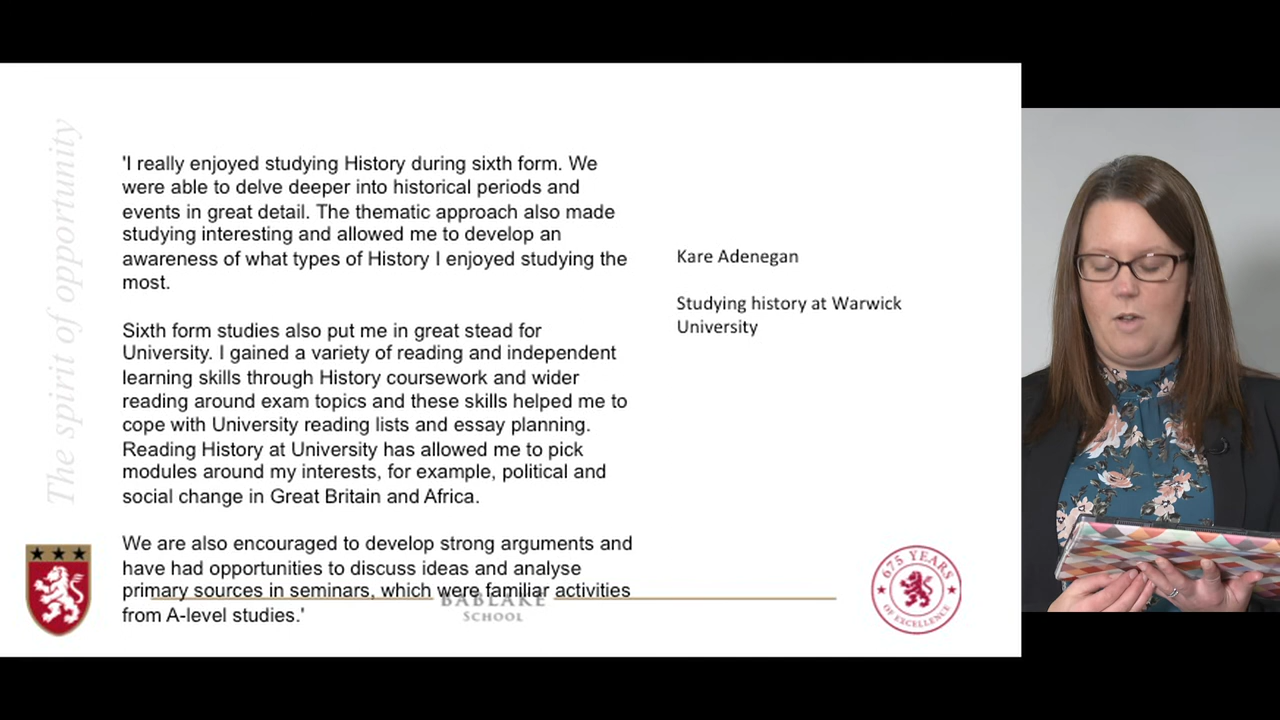 The spirit of opportunity
'I really enjoyed studying History during sixth form. We
were able to delve deeper into historical periods and
events in great detail. The thematic approach also made
studying interesting and allowed me to develop an
awareness of what types of History I enjoyed studying the
most.
Sixth form studies also put me in great stead for
University. I gained a variety of reading and independent
learning skills through History coursework and wider
reading around exam topics and these skills helped me to
cope with University reading lists and essay planning.
Reading History at University has allowed me to pick
modules around my interests, for example, political and
social change in Great Britain and Africa.
We are also encouraged to develop strong arguments and
have had opportunities to discuss ideas and analyse
primary sources in seminars, which were familiar activities
from A-level studies.'
Kare Adenegan
Studying history at Warwick
University
BABLAKE
SCHOOL
675 YEARS
OF EXCELLENCE